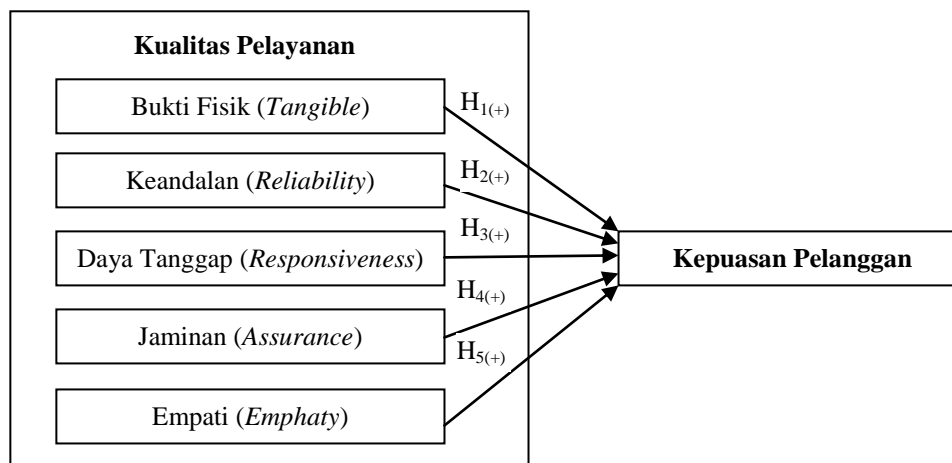 Kualitas Pelayanan
Bukti Fisik (Tangible)
H1(+)
Keandalan (Reliability)
H2(+)
Daya Tanggap (Responsiveness)
H3(+)
Kepuasan Pelanggan
Jaminan (Assurance)
H4(+)
Empati (Emphaty)
H5(+)